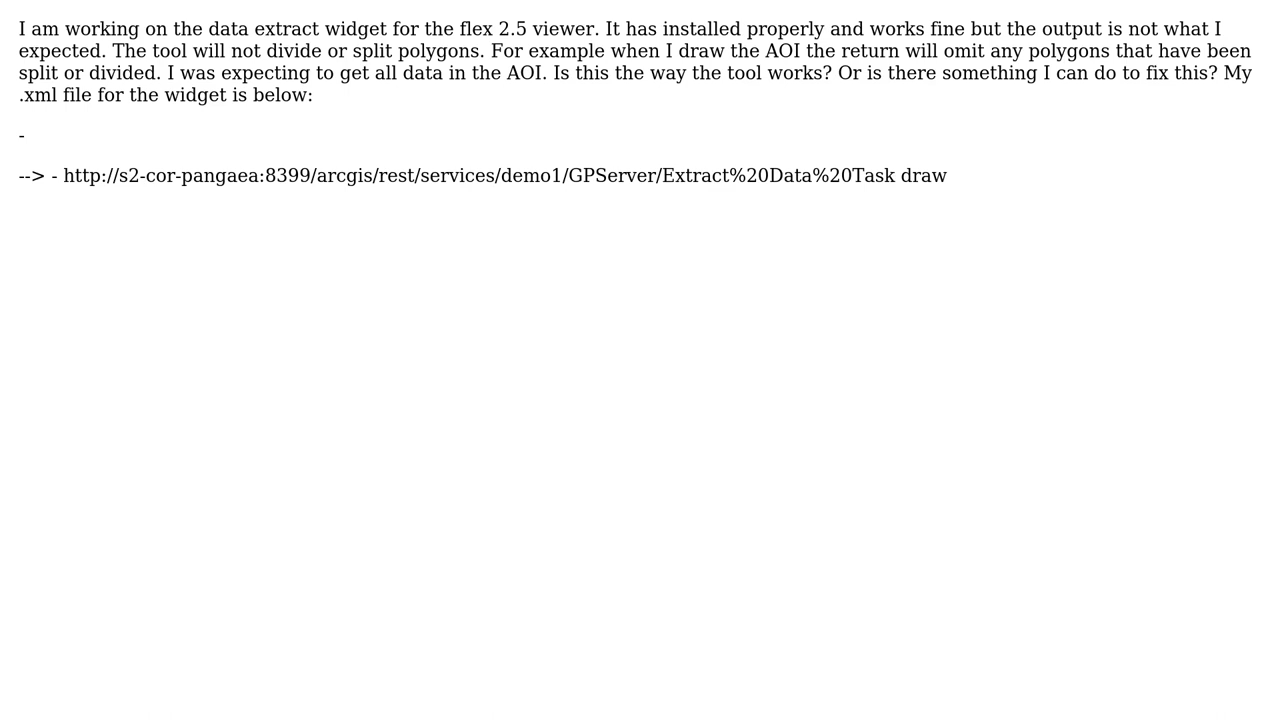 I am working on the data extract widget for the flex 2.5 viewer. It has installed properly and works fine but the output is not what I
expected. The tool will not divide or split polygons. For example when I draw the AOI the return will omit any polygons that have been
split or divided. I was expecting to get all data in the AOI. Is this the way the tool works? Or is there something I can do to fix this? My
.xml file for the widget is below:
-
--> - http://s2-cor-pangaea:8399/arcgis/rest/services/demo1/GPServer/Extract%20Data%20Task draw